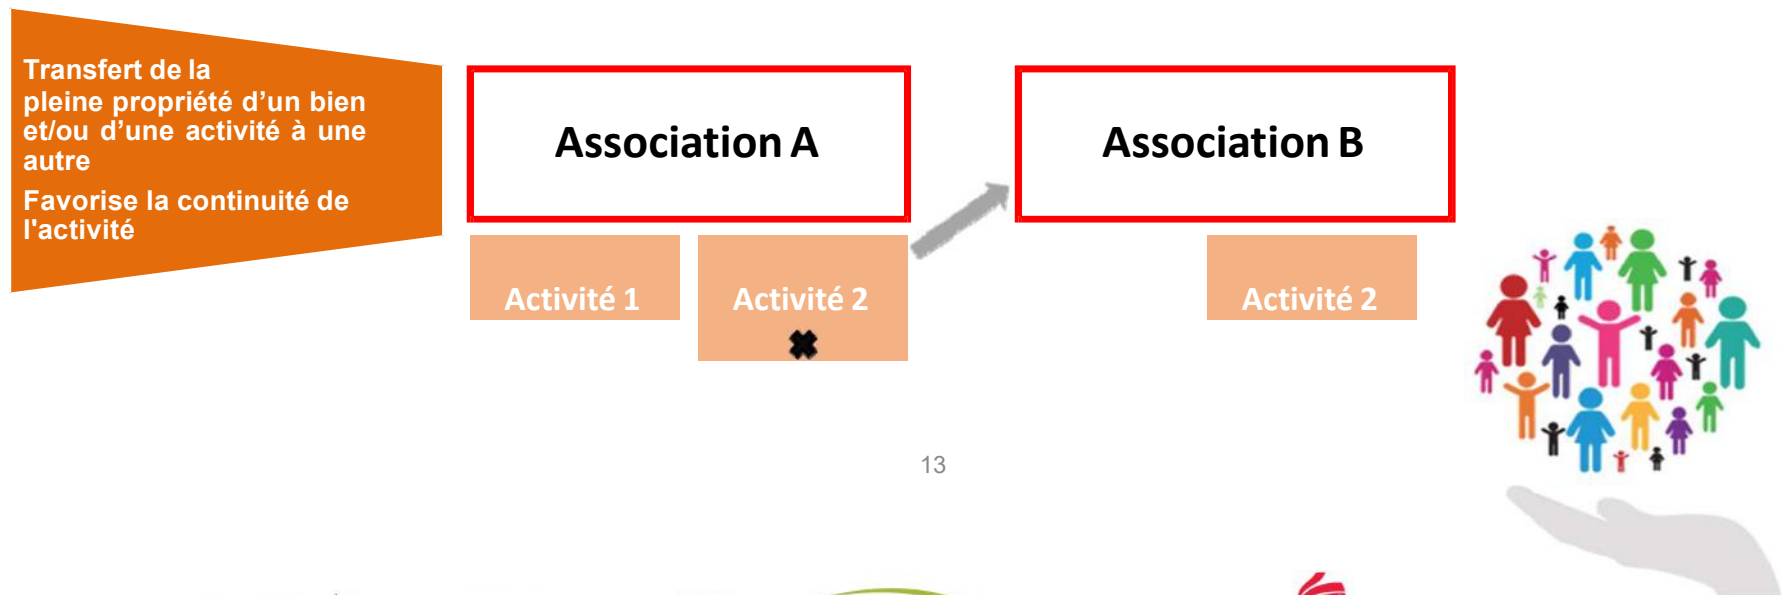 Transfert de la
pleine propriété d’un bien
et/ou d’une activité à une
autre
Favorise la continuité de
l'activité
Association A
Association B
Activité 1
Activité 2
Activité 2
13